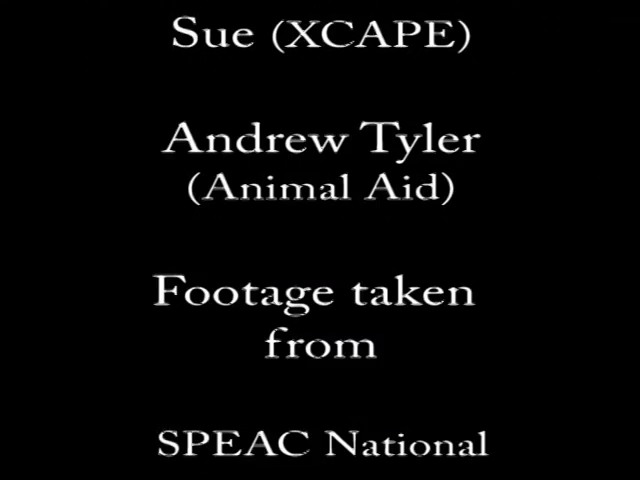 Sue (XCAPE)
Andrew Tyler
(Animal Aid)
Footage taken
from
SPEAC National